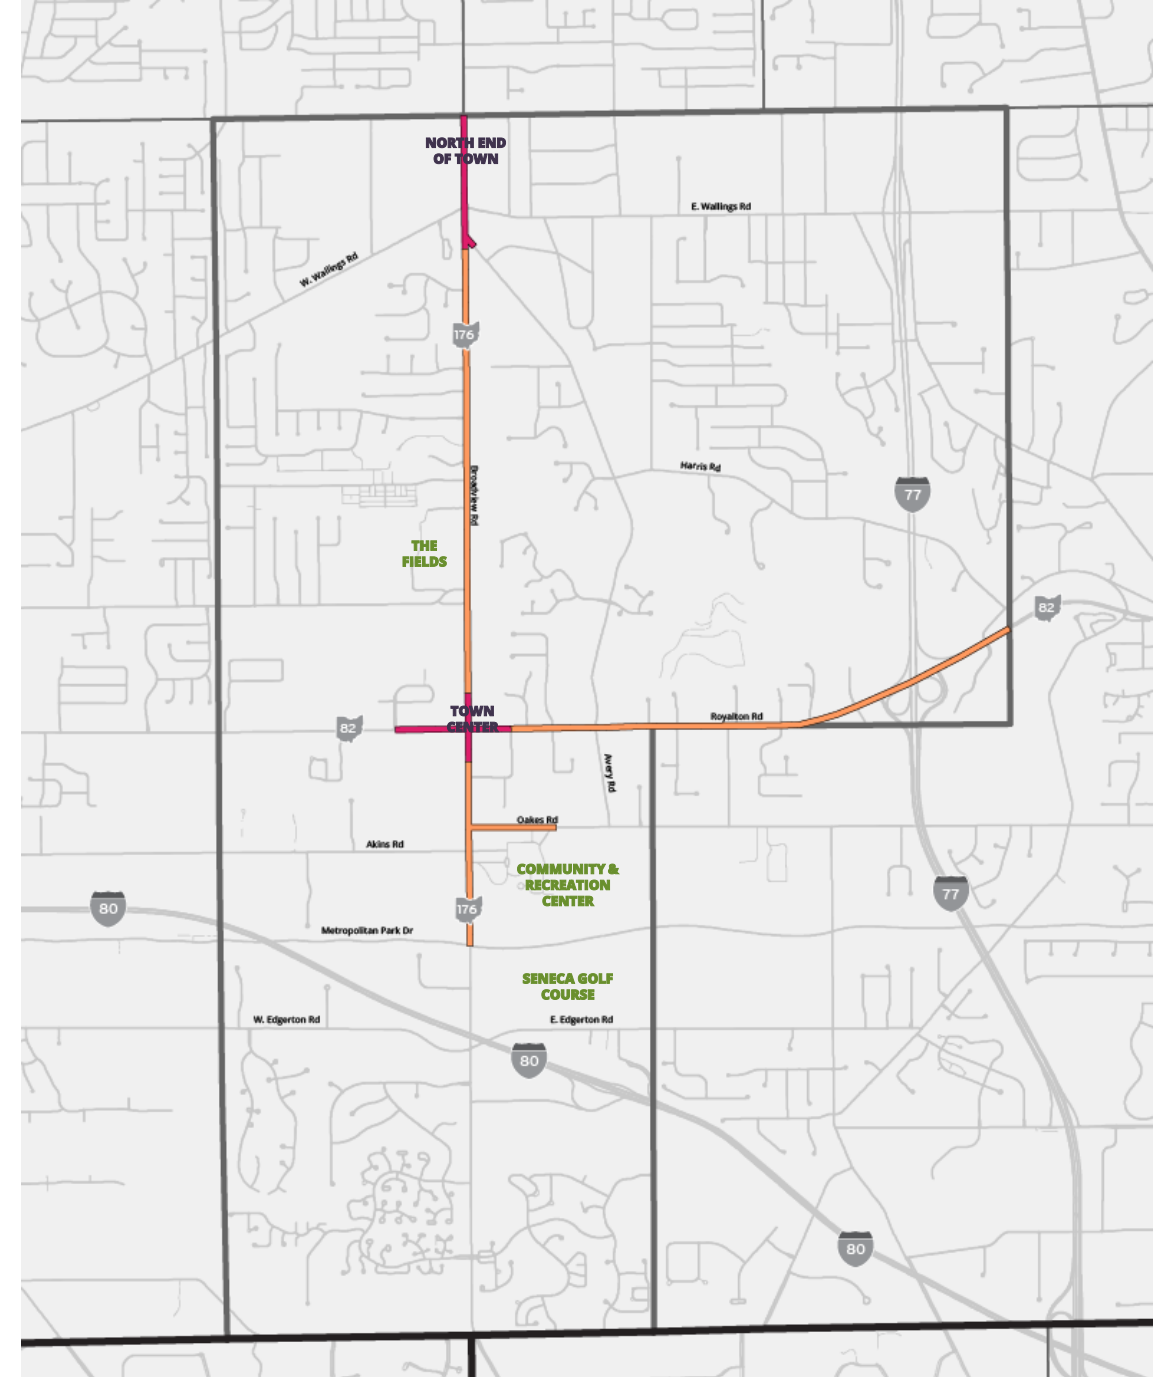 NORTH END
OF TOWN
E. Wallings Rd
W. Wallings Rd
176
Broadview Rd
Harris Rd
77
THE
FIELDS
82
TOWN
CENTER
82
Royalton Rd
Avery Rd
Oakes Rd
Akins Rd
COMMUNITY &
RECREATION
CENTER
77
80
176
Metropolitan Park Dr
SENECA GOLF
COURSE
W. Edgerton Rd
E. Edgerton Rd
80
80